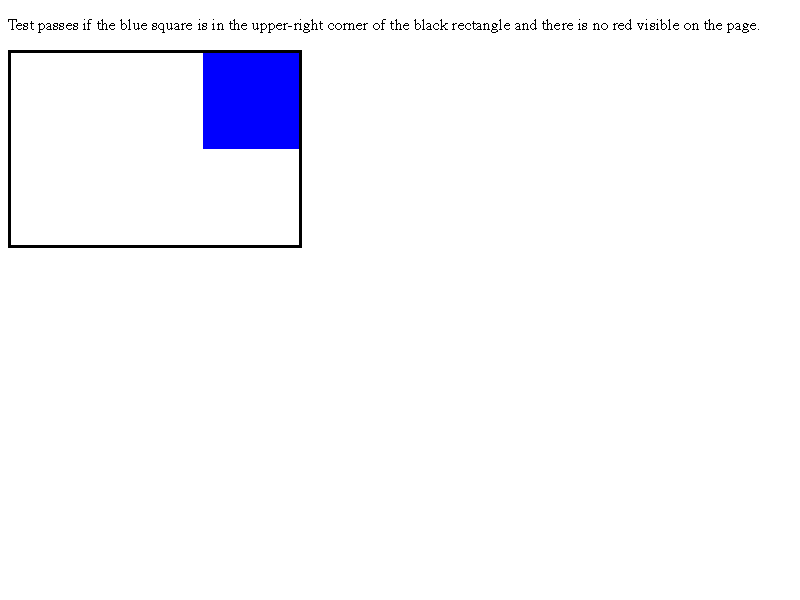 Test passes if the blue square is in the upper-right corner of the black rectangle and there is no red visible on the page.